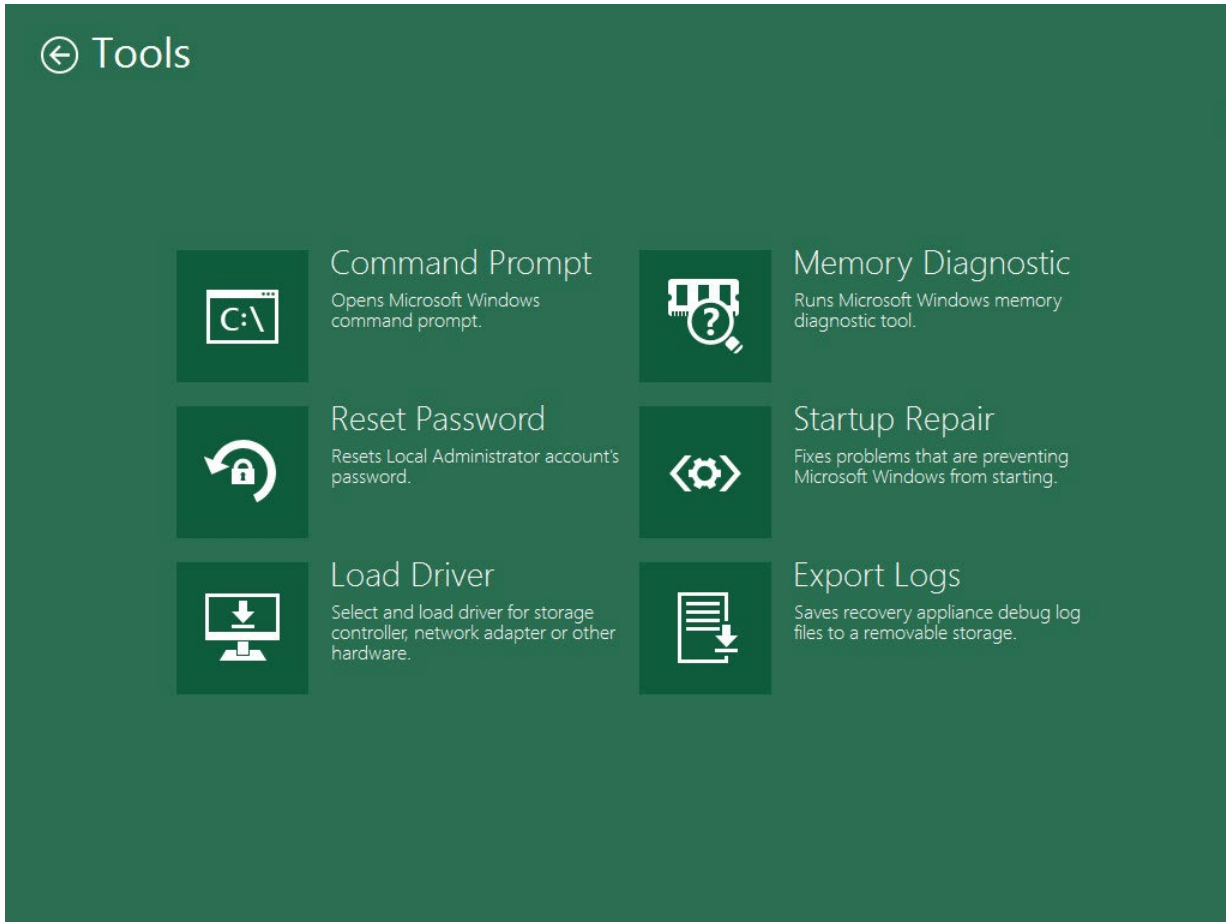 Tools
Command Prompt
Opens Microsoft Windows
command prompt.
C:\
Memory Diagnostic
Runs Microsoft Windows memory
diagnostic tool.
?
Reset Password
Resets Local Administrator account's
password.
Startup Repair
Fixes problems that are preventing
Microsoft Windows from starting.
Load Driver
Select and load driver for storage
controller, network adapter or other
hardware.
Export Logs
Saves recovery appliance debug log
files to a removable storage.